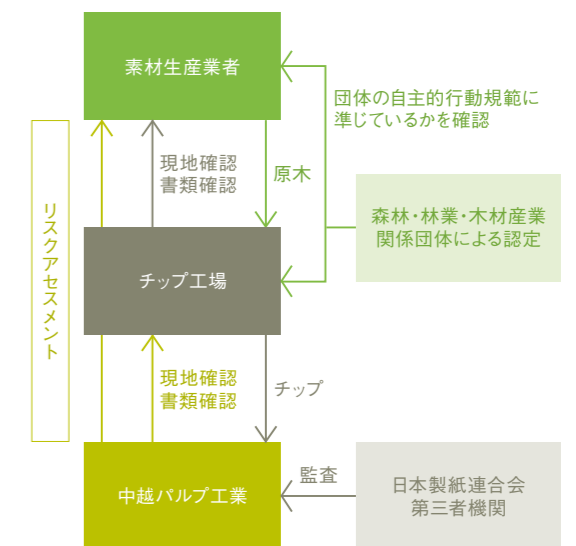 素材生産業者
団体の自主的行動規範に
準じているかを確認
現地確認
書類確認
原木
森林・林業・木材産業
関係団体による認定
リスクアセスメント
チップ工場
現地確認
書類確認
チップ
中越パルプ工業
監査
日本製紙連合会
第三者機関